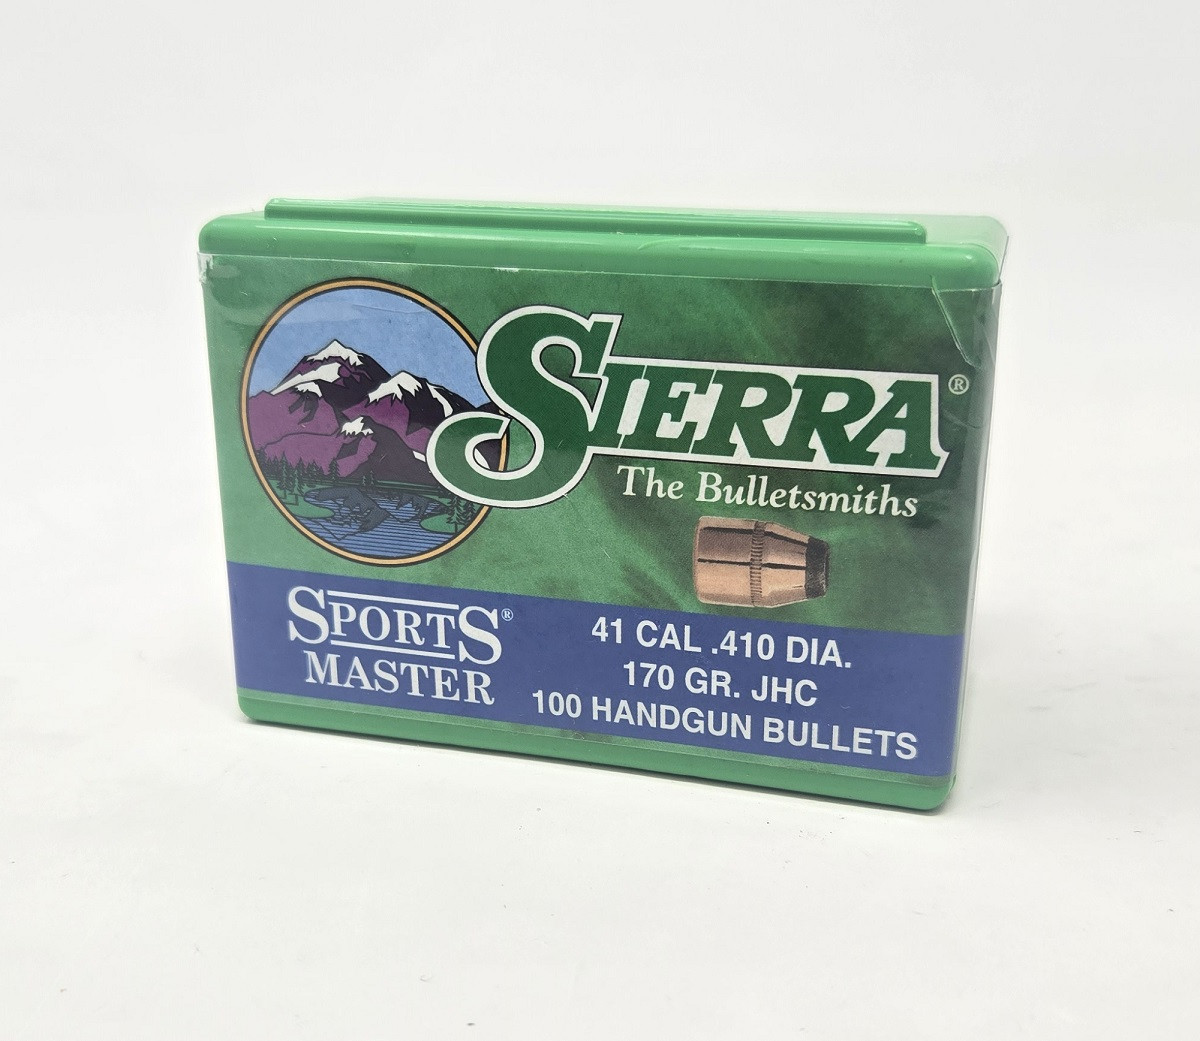 SIERRA®
The Bulletsmiths
SPORTS®
MASTER
41 CAL .410 DIA.
170 GR. JHC
100 HANDGUN BULLETS